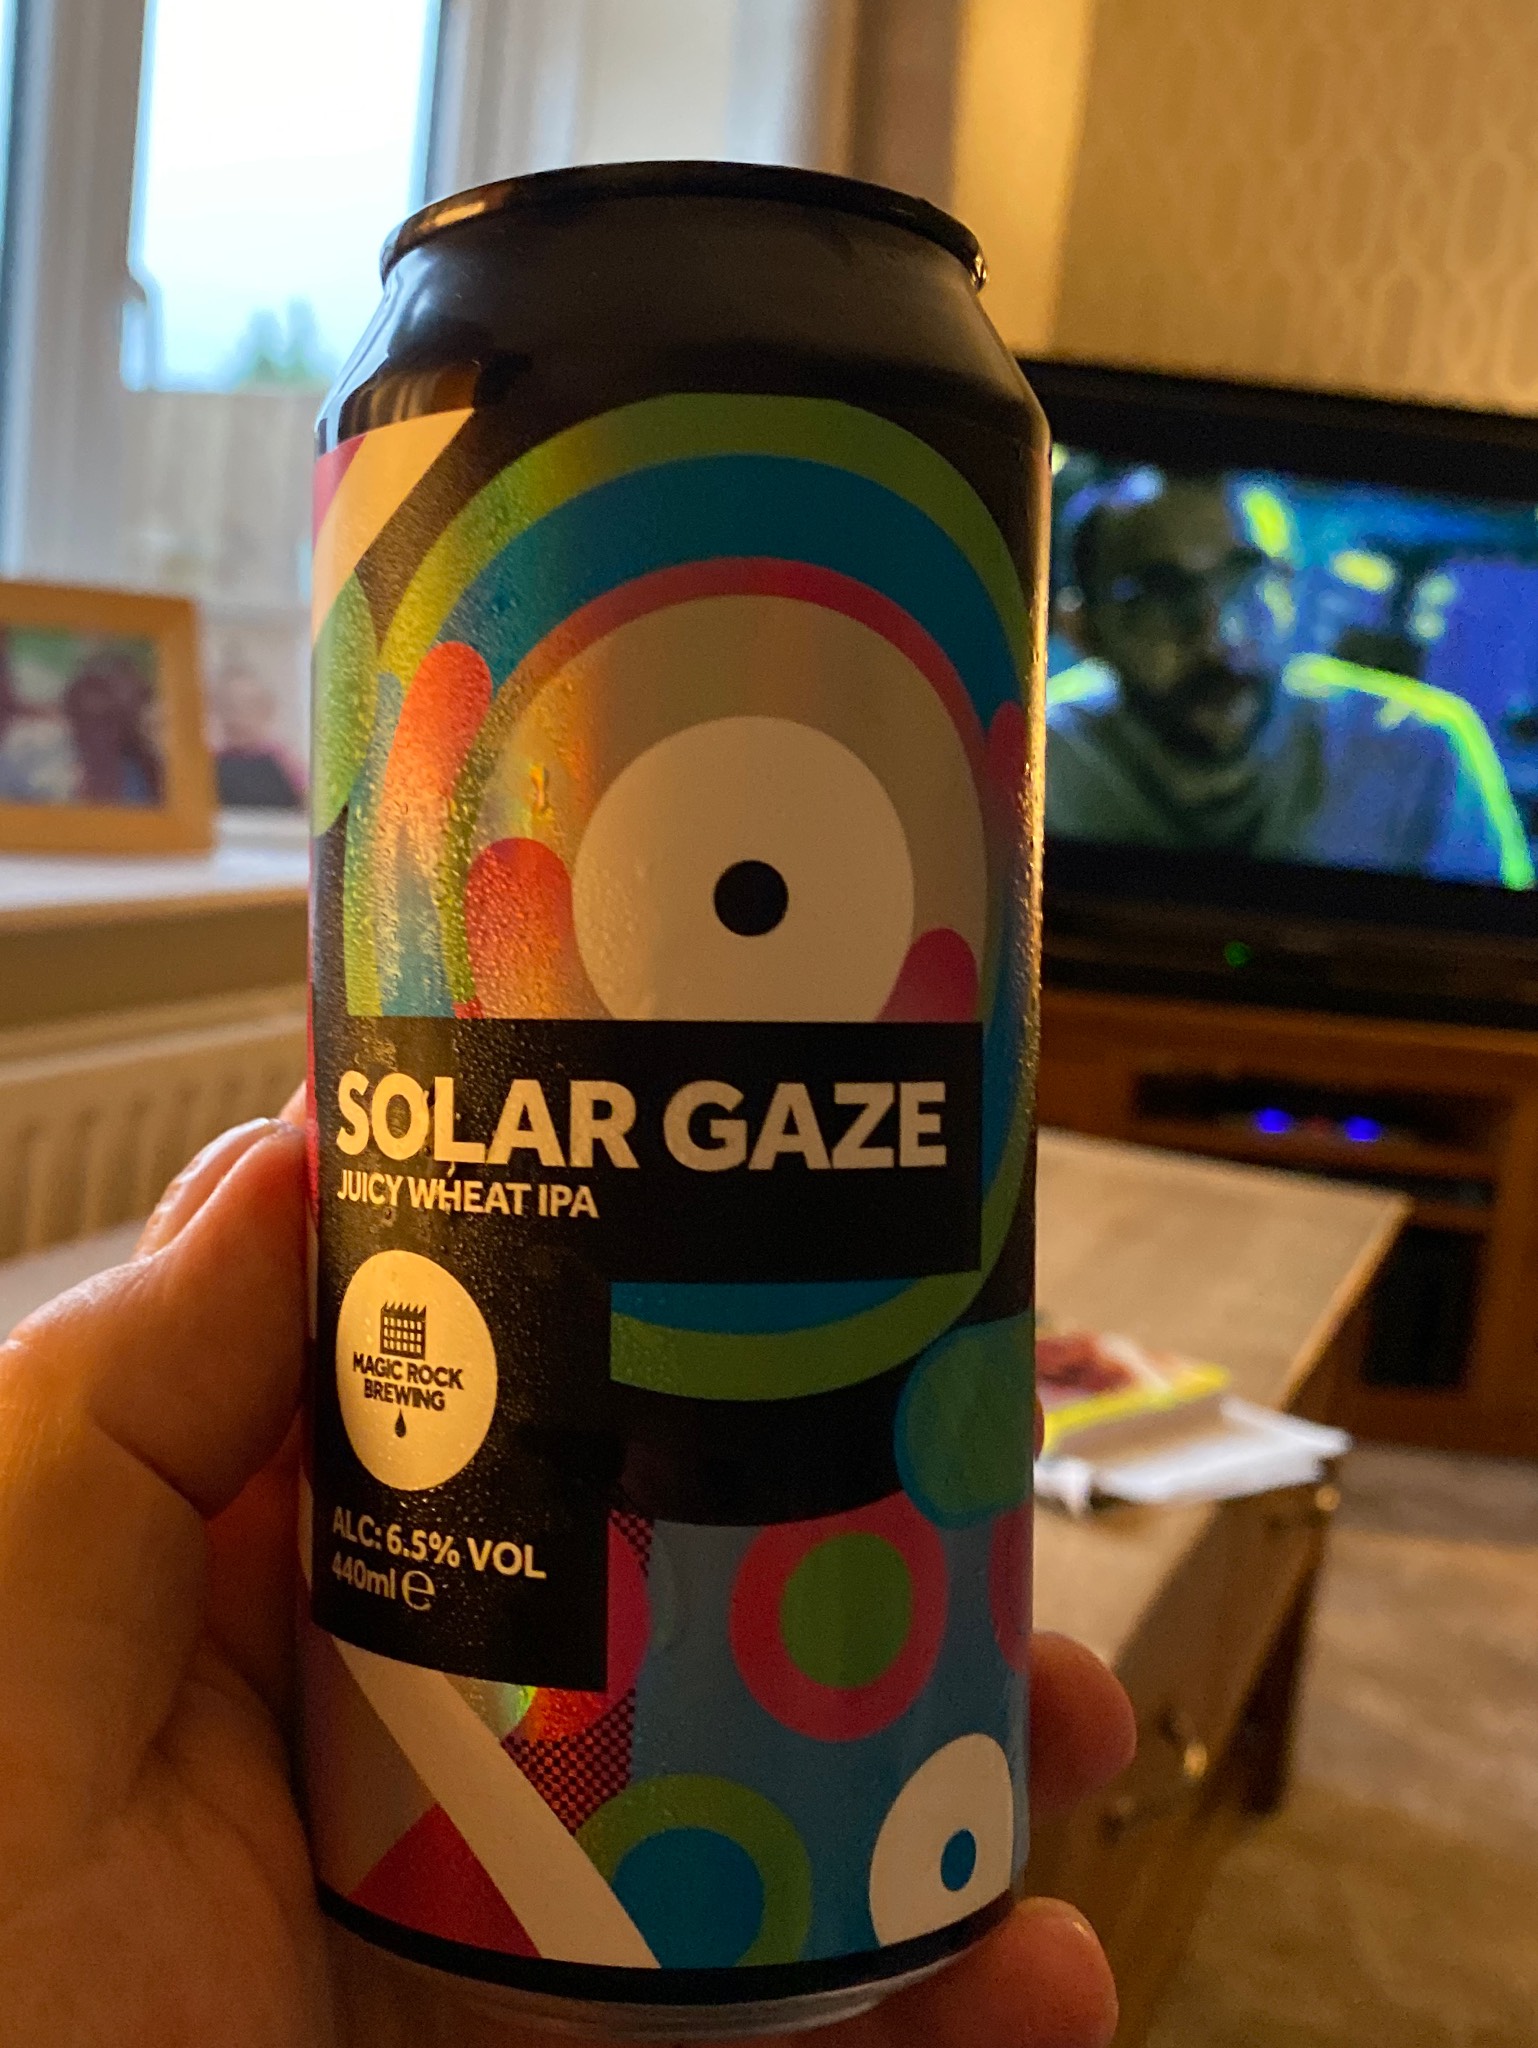 SOLAR GAZE
JUICY WHEAT IPA
MAGIC ROCK
BREWING
ALC: 6.5% VOL
440ml ℮